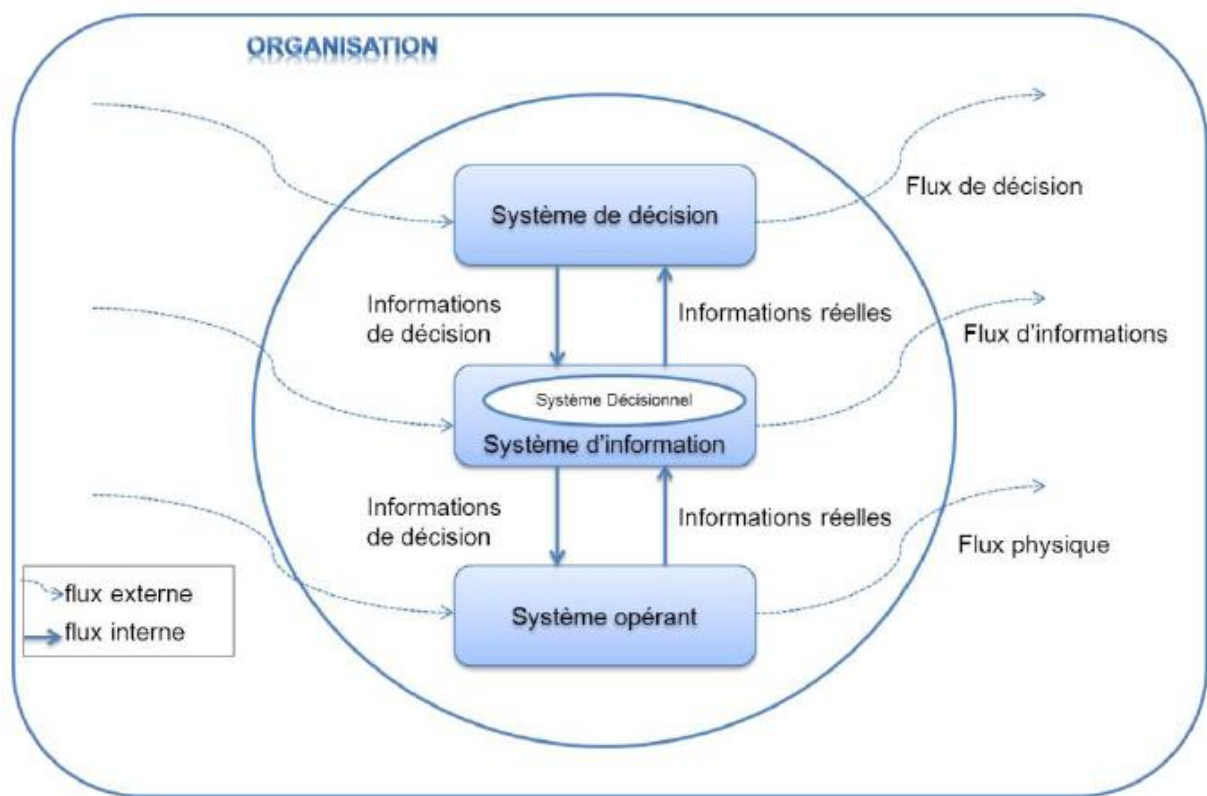 ORGANISATION
Système de décision
Flux de décision
Informations
de décision
Informations réelles
Flux d'informations
Système Décisionnel
Système d'information
Informations
de décision
Informations réelles
Flux physique
flux externe
flux interne
Système opérant